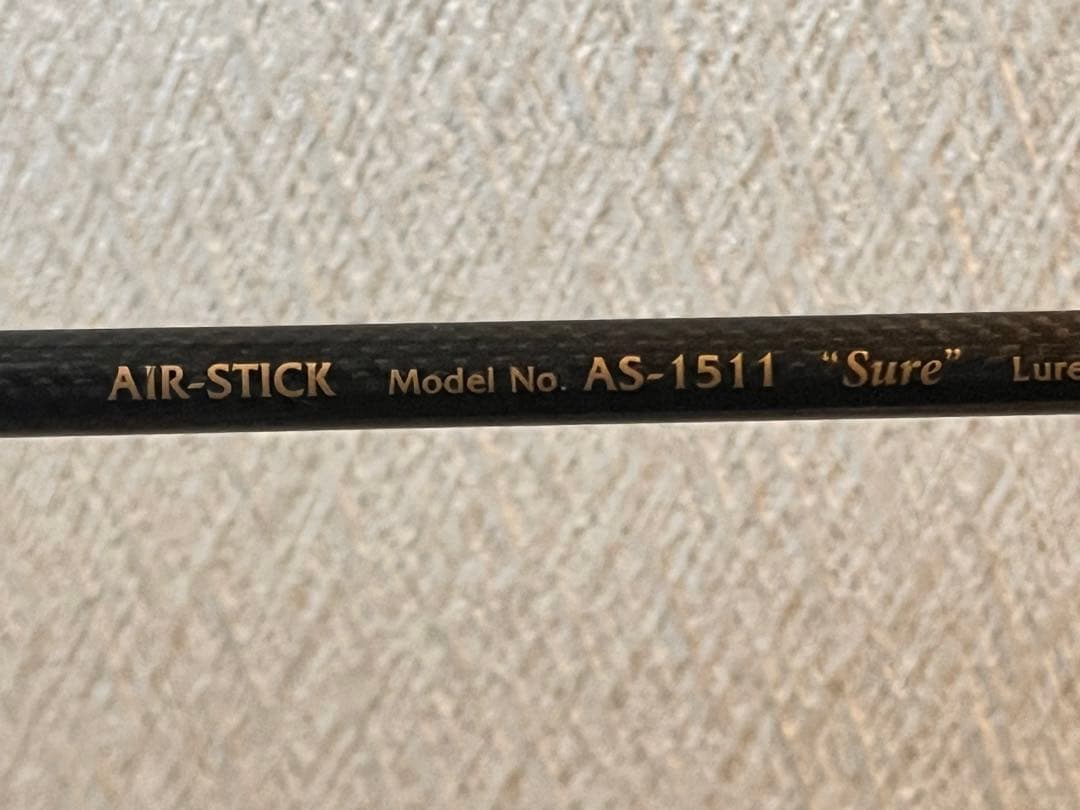 AIR-STICK Model No. AS-1511 “Sure” Lure